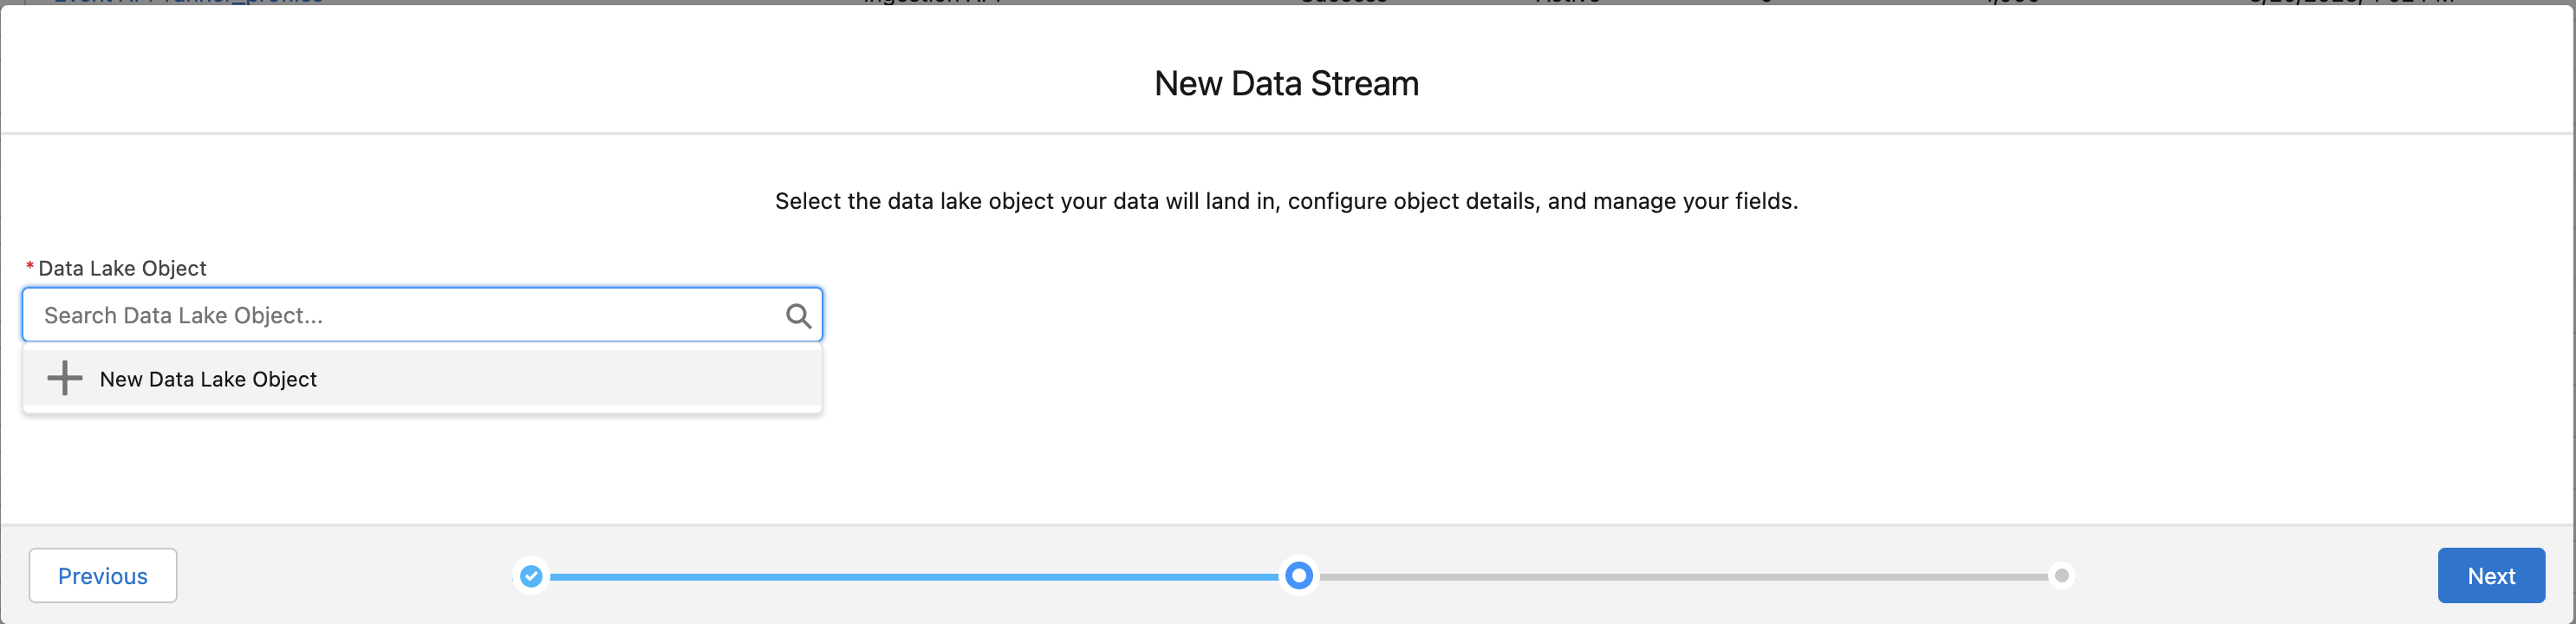 New Data Stream
Select the data lake object your data will land in, configure object details, and manage your fields.
* Data Lake Object
Search Data Lake Object...
New Data Lake Object
Previous
Next